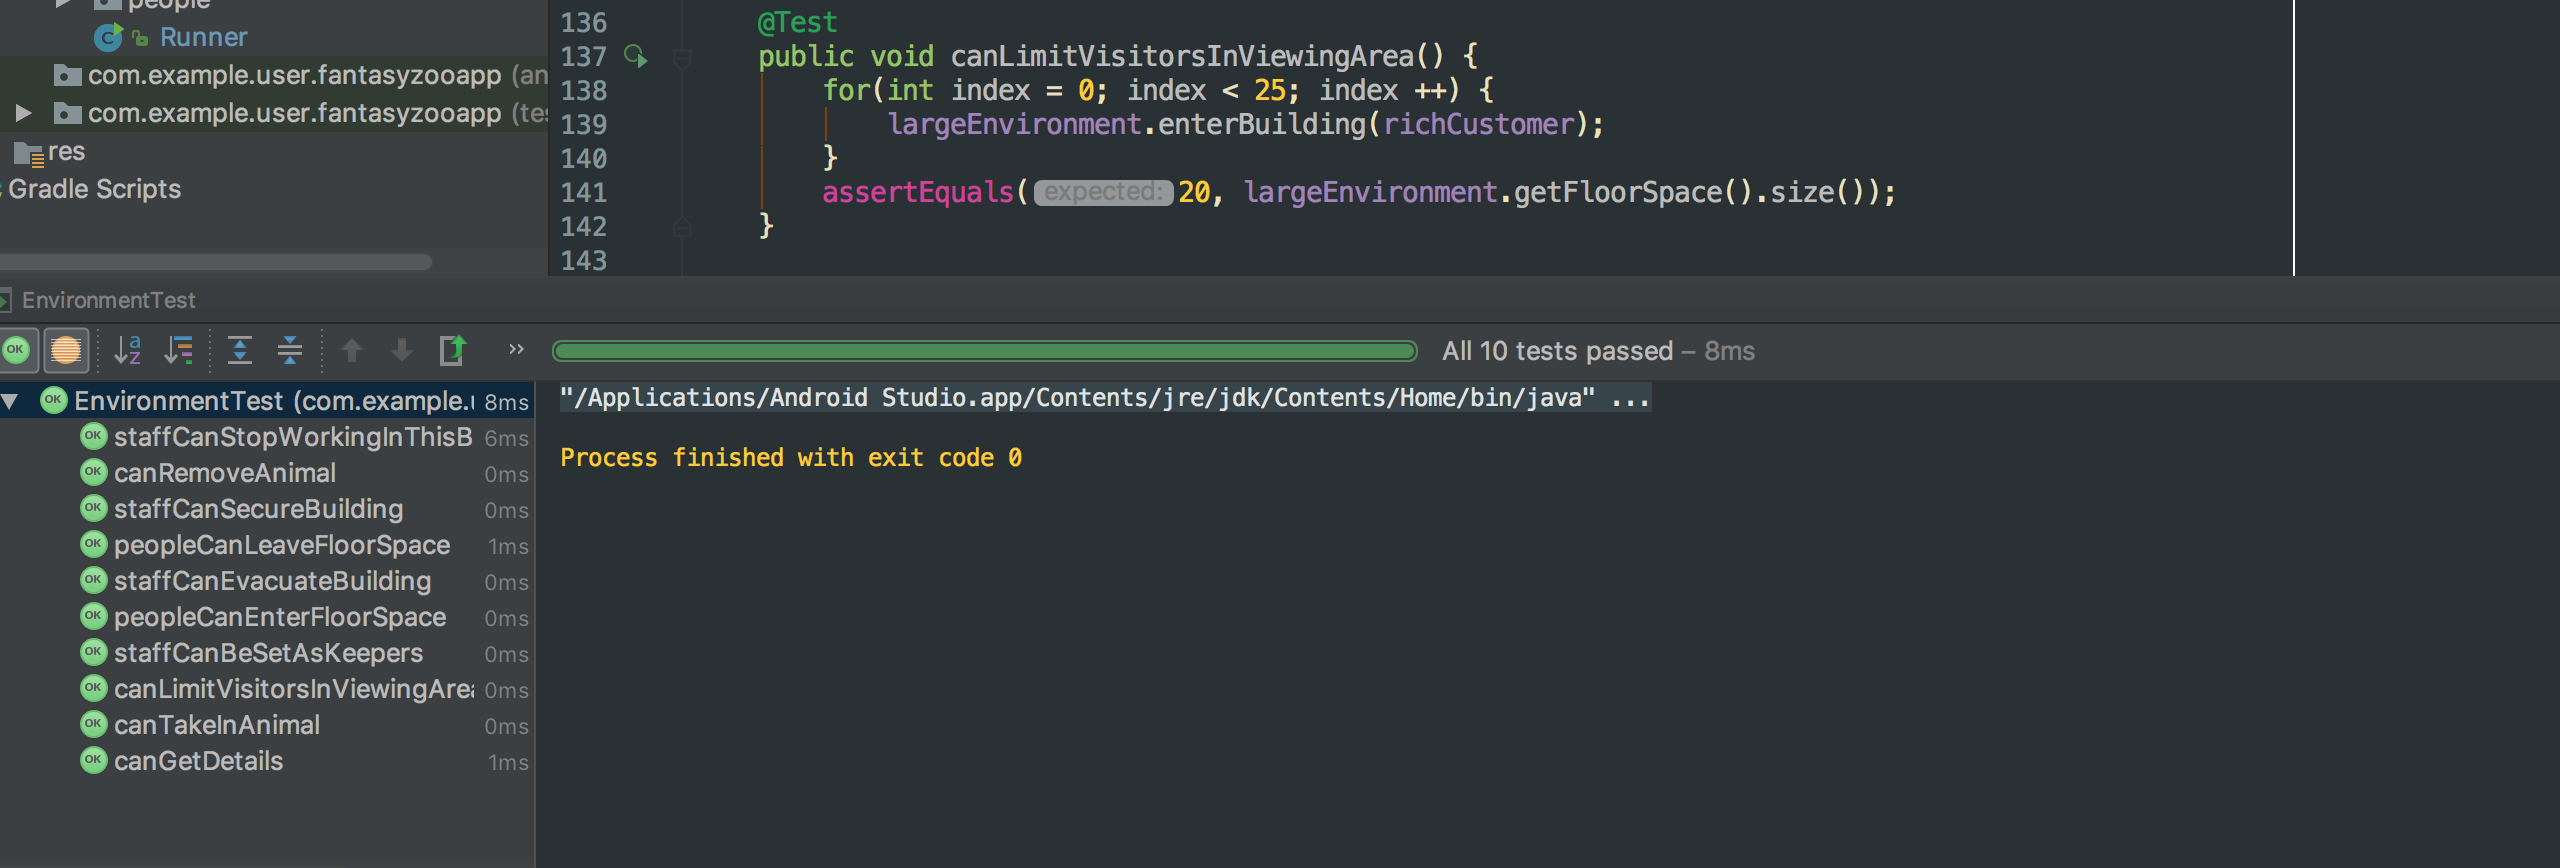 people
Runner
com.example.user.fantasyzooapp (an
com.example.user.fantasyzooapp (tes
res
Gradle Scripts
136 @Test
137 public void canLimitVisitorsInViewingArea() {
138 for(int index = 0; index < 25; index ++) {
139 largeEnvironment.enterBuilding(richCustomer);
140 }
141 assertEquals( expected: 20, largeEnvironment.getFloorSpace().size());
142 }
143
EnvironmentTest
All 10 tests passed – 8ms
EnvironmentTest (com.example.u 8ms
staffCanStopWorkingInThisB 6ms
canRemoveAnimal 0ms
staffCanSecureBuilding 0ms
peopleCanLeaveFloorSpace 1ms
staffCanEvacuateBuilding 0ms
peopleCanEnterFloorSpace 0ms
staffCanBeSetAsKeepers 0ms
canLimitVisitorsInViewingArea 0ms
canTakeInAnimal 0ms
canGetDetails 1ms
"/Applications/Android Studio.app/Contents/jre/jdk/Contents/Home/bin/java" ...
Process finished with exit code 0